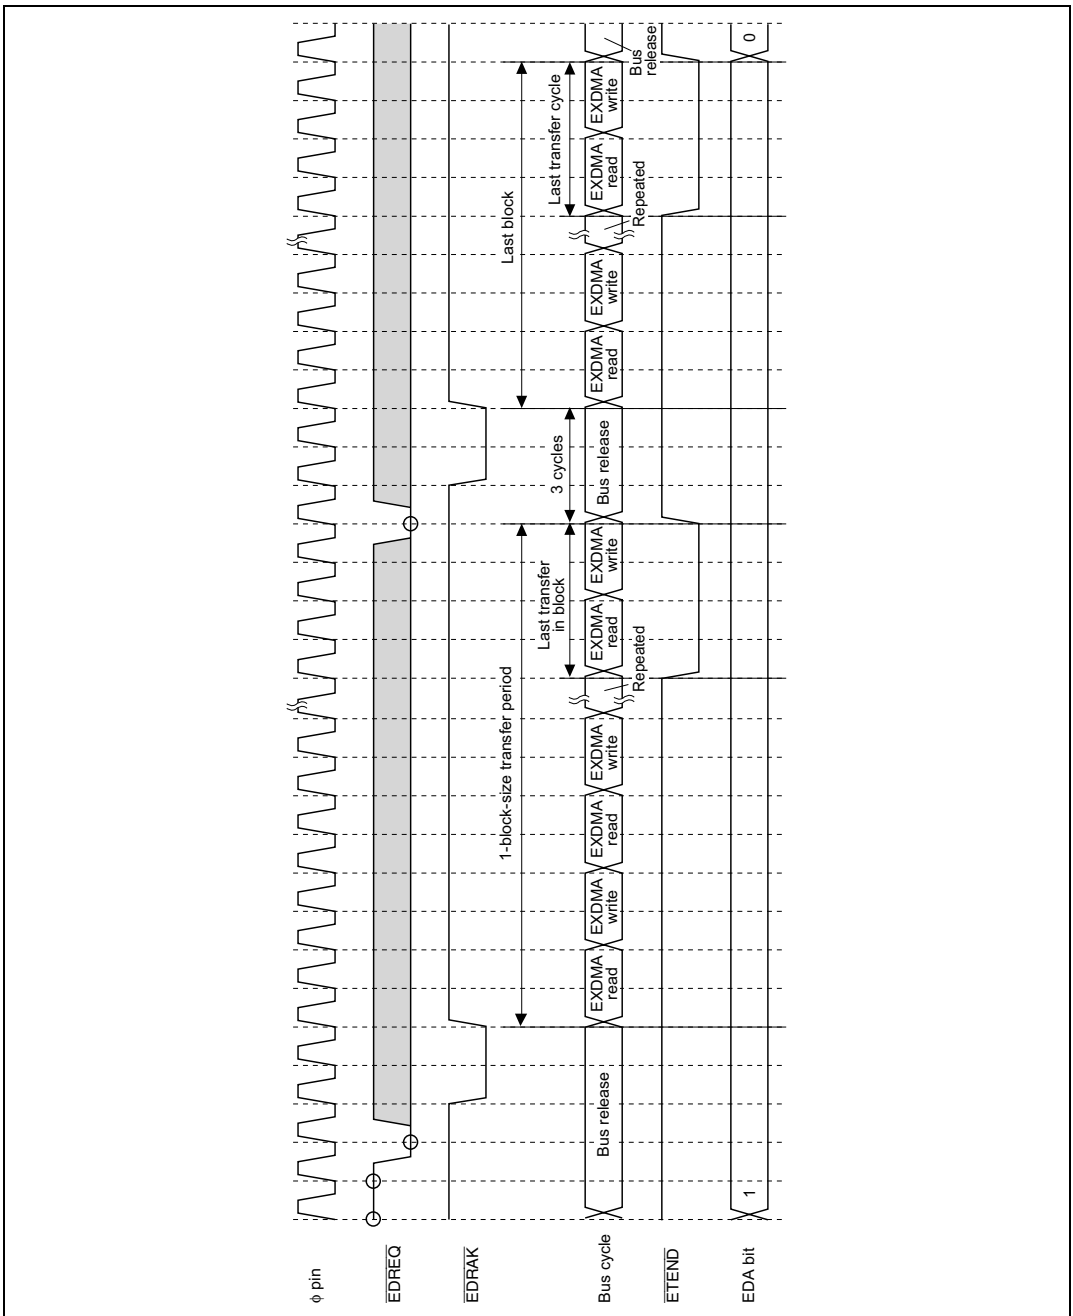 φ pin
EDREQ
EDRAK
1-block-size transfer period
Last block
Last transfer
in block
3 cycles
Last transfer cycle
Bus cycle
Bus release
EXDMA
read
EXDMA
write
EXDMA
read
EXDMA
write
Repeated
EXDMA
read
EXDMA
write
Bus release
EXDMA
read
EXDMA
write
Repeated
EXDMA
read
EXDMA
write
Bus
release
ETEND
EDA bit
1
0